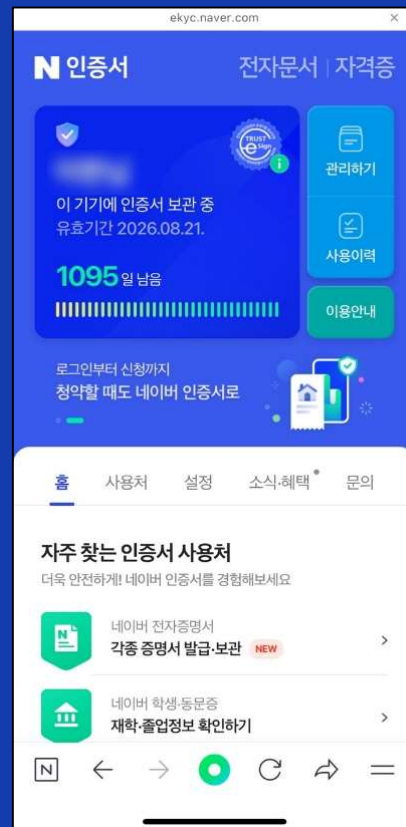 ekyc.naver.com
N 인증서 전자문서 | 자격증
TRUST
e Sign
이 기기에 인증서 보관 중
유효기간 2026.08.21.
1095일 남음
관리하기
사용이력
이용안내
로그인부터 신청까지
청약할 때도 네이버 인증서로
홈 사용처 설정 소식·혜택 문의
자주 찾는 인증서 사용처
더욱 안전하게! 네이버 인증서를 경험해보세요
네이버 전자증명서
각종 증명서 발급·보관 NEW
네이버 학생·동문증
재학·졸업정보 확인하기
N